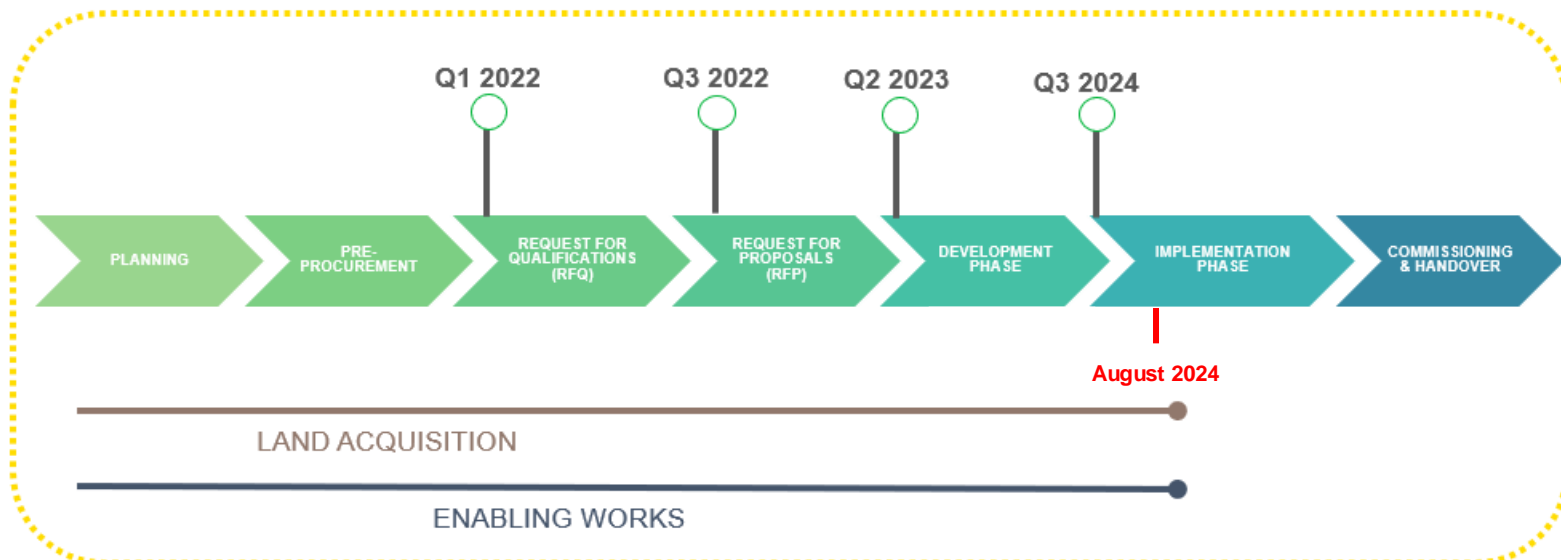 Q1 2022
Q3 2022
Q2 2023
Q3 2024
PLANNING
PRE-
PROCUREMENT
REQUEST FOR
QUALIFICATIONS
(RFQ)
REQUEST FOR
PROPOSALS
(RFP)
DEVELOPMENT
PHASE
IMPLEMENTATION
PHASE
COMMISSIONING
& HANDOVER
August 2024
LAND ACQUISITION
ENABLING WORKS